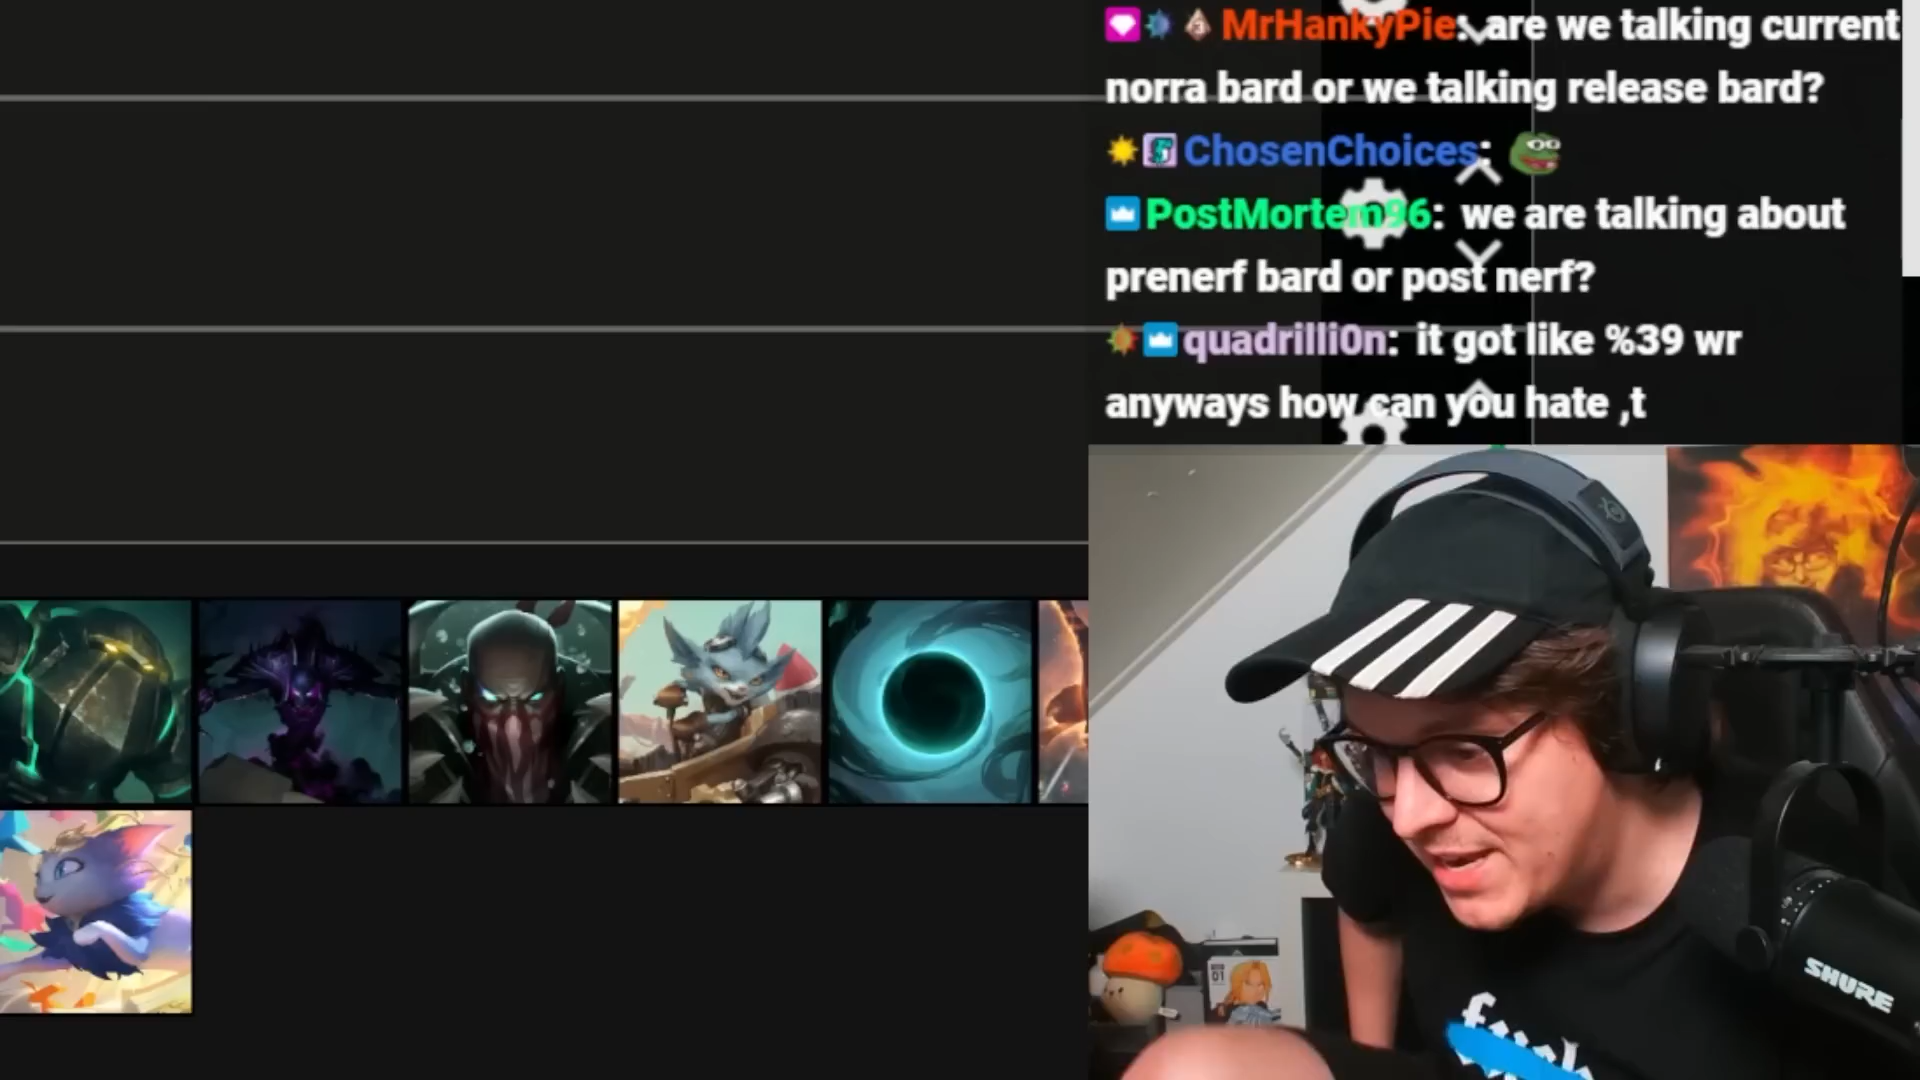 MrHankyPie: are we talking current
norra bard or we talking release bard?
ChosenChoices:
PostMortem96: we are talking about
prenerf bard or post nerf?
quadrilli0n: it got like %39 wr
anyways how can you hate ,t
01
SHURE